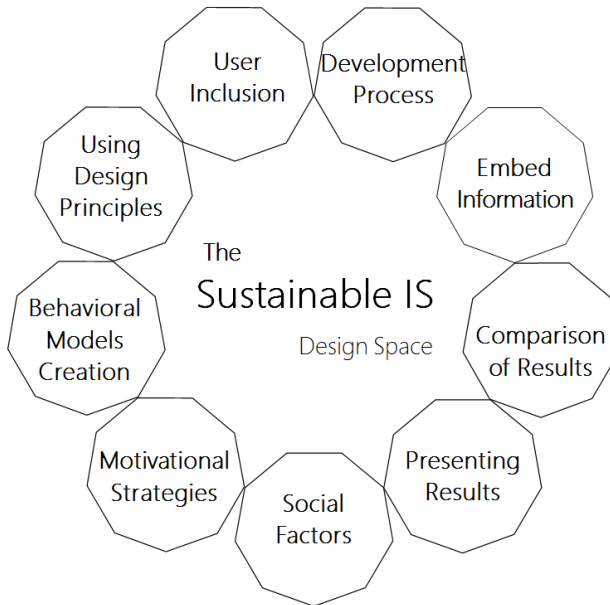 User
Inclusion
Development
Process
Using
Design
Principles
Embed
Information
The
Sustainable IS
Design Space
Behavioral
Models
Creation
Comparison
of Results
Motivational
Strategies
Presenting
Results
Social
Factors